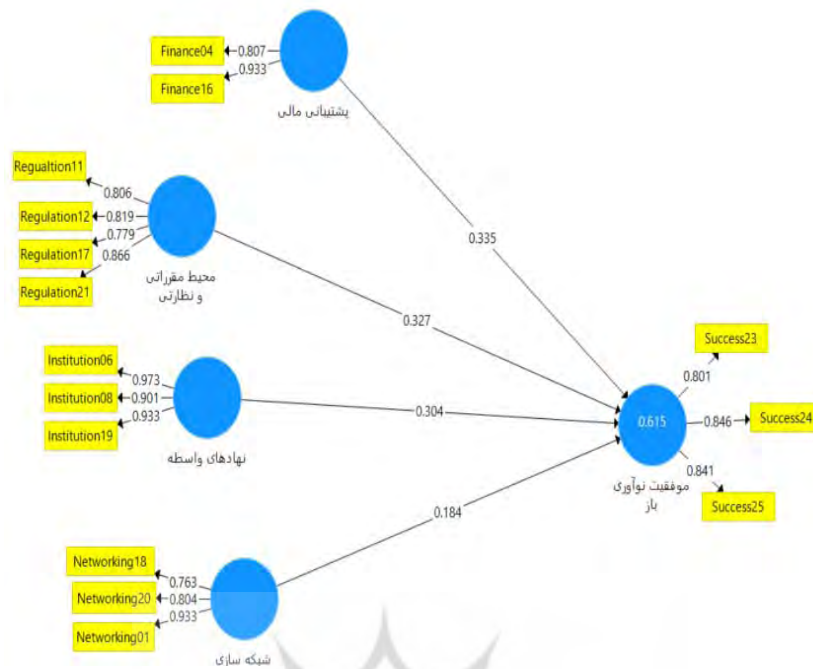 Finance04
0.807
Finance16
0.933
پشتیبانی مالی
Regualtion11
0.806
Regulation12
0.819
Regulation17
0.779
Regulation21
0.866
محیط مقرراتی
و نظارتی
0.335
0.327
Institution06
0.973
Institution08
0.901
Institution19
0.933
نهادهای واسطه
0.304
Success23
0.801
0.615
0.846
Success24
0.841
Success25
موفقیت نوآوری
باز
0.184
Networking18
0.763
Networking20
0.804
Networking01
0.933
شبکه سازی